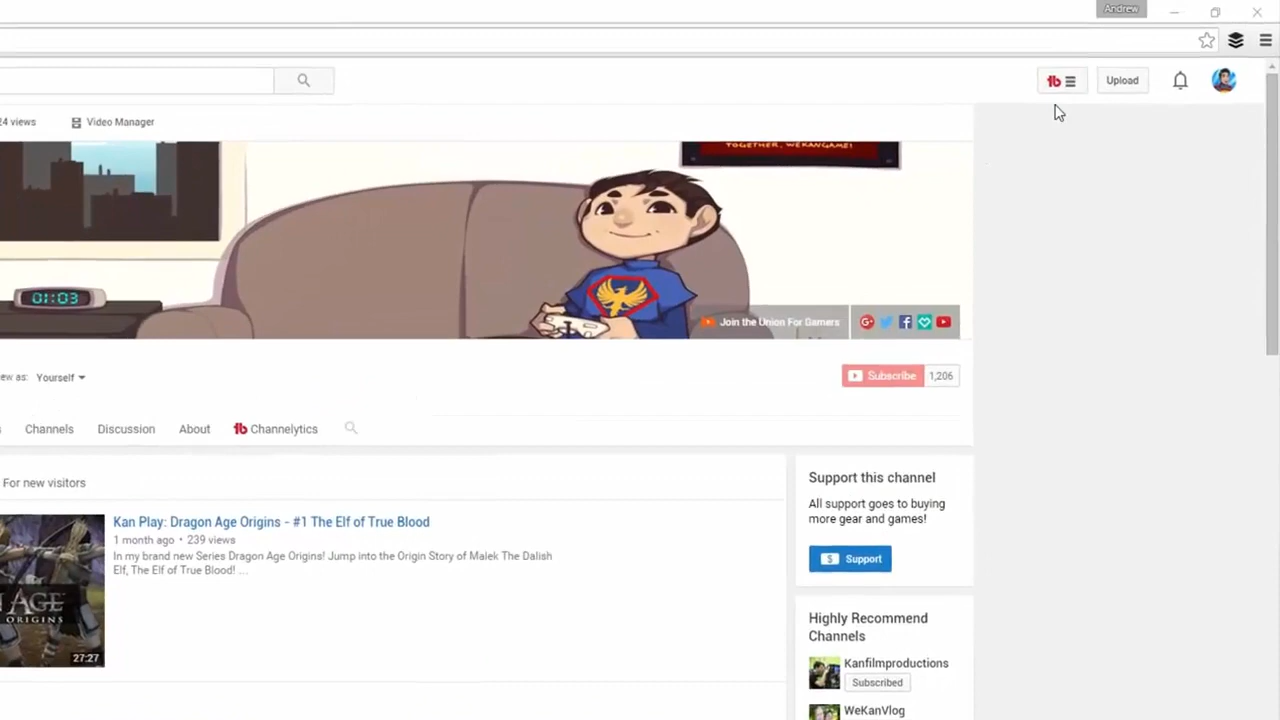 Andrew
Upload
24 views
Video Manager
TOGETHER, WEKANGAME!
01:03
Join the Union For Gamers
ew as: Yourself
Subscribe 1,206
s Channels Discussion About Channelytics
For new visitors
Kan Play: Dragon Age Origins - #1 The Elf of True Blood
1 month ago • 239 views
In my brand new Series Dragon Age Origins! Jump into the Origin Story of Malek The Dalish
Elf, The Elf of True Blood! ...
N AGE
ORIGINS
27:27
Support this channel
All support goes to buying
more gear and games!
$ Support
Highly Recommend
Channels
Kanfilmproductions
Subscribed
WeKanVlog